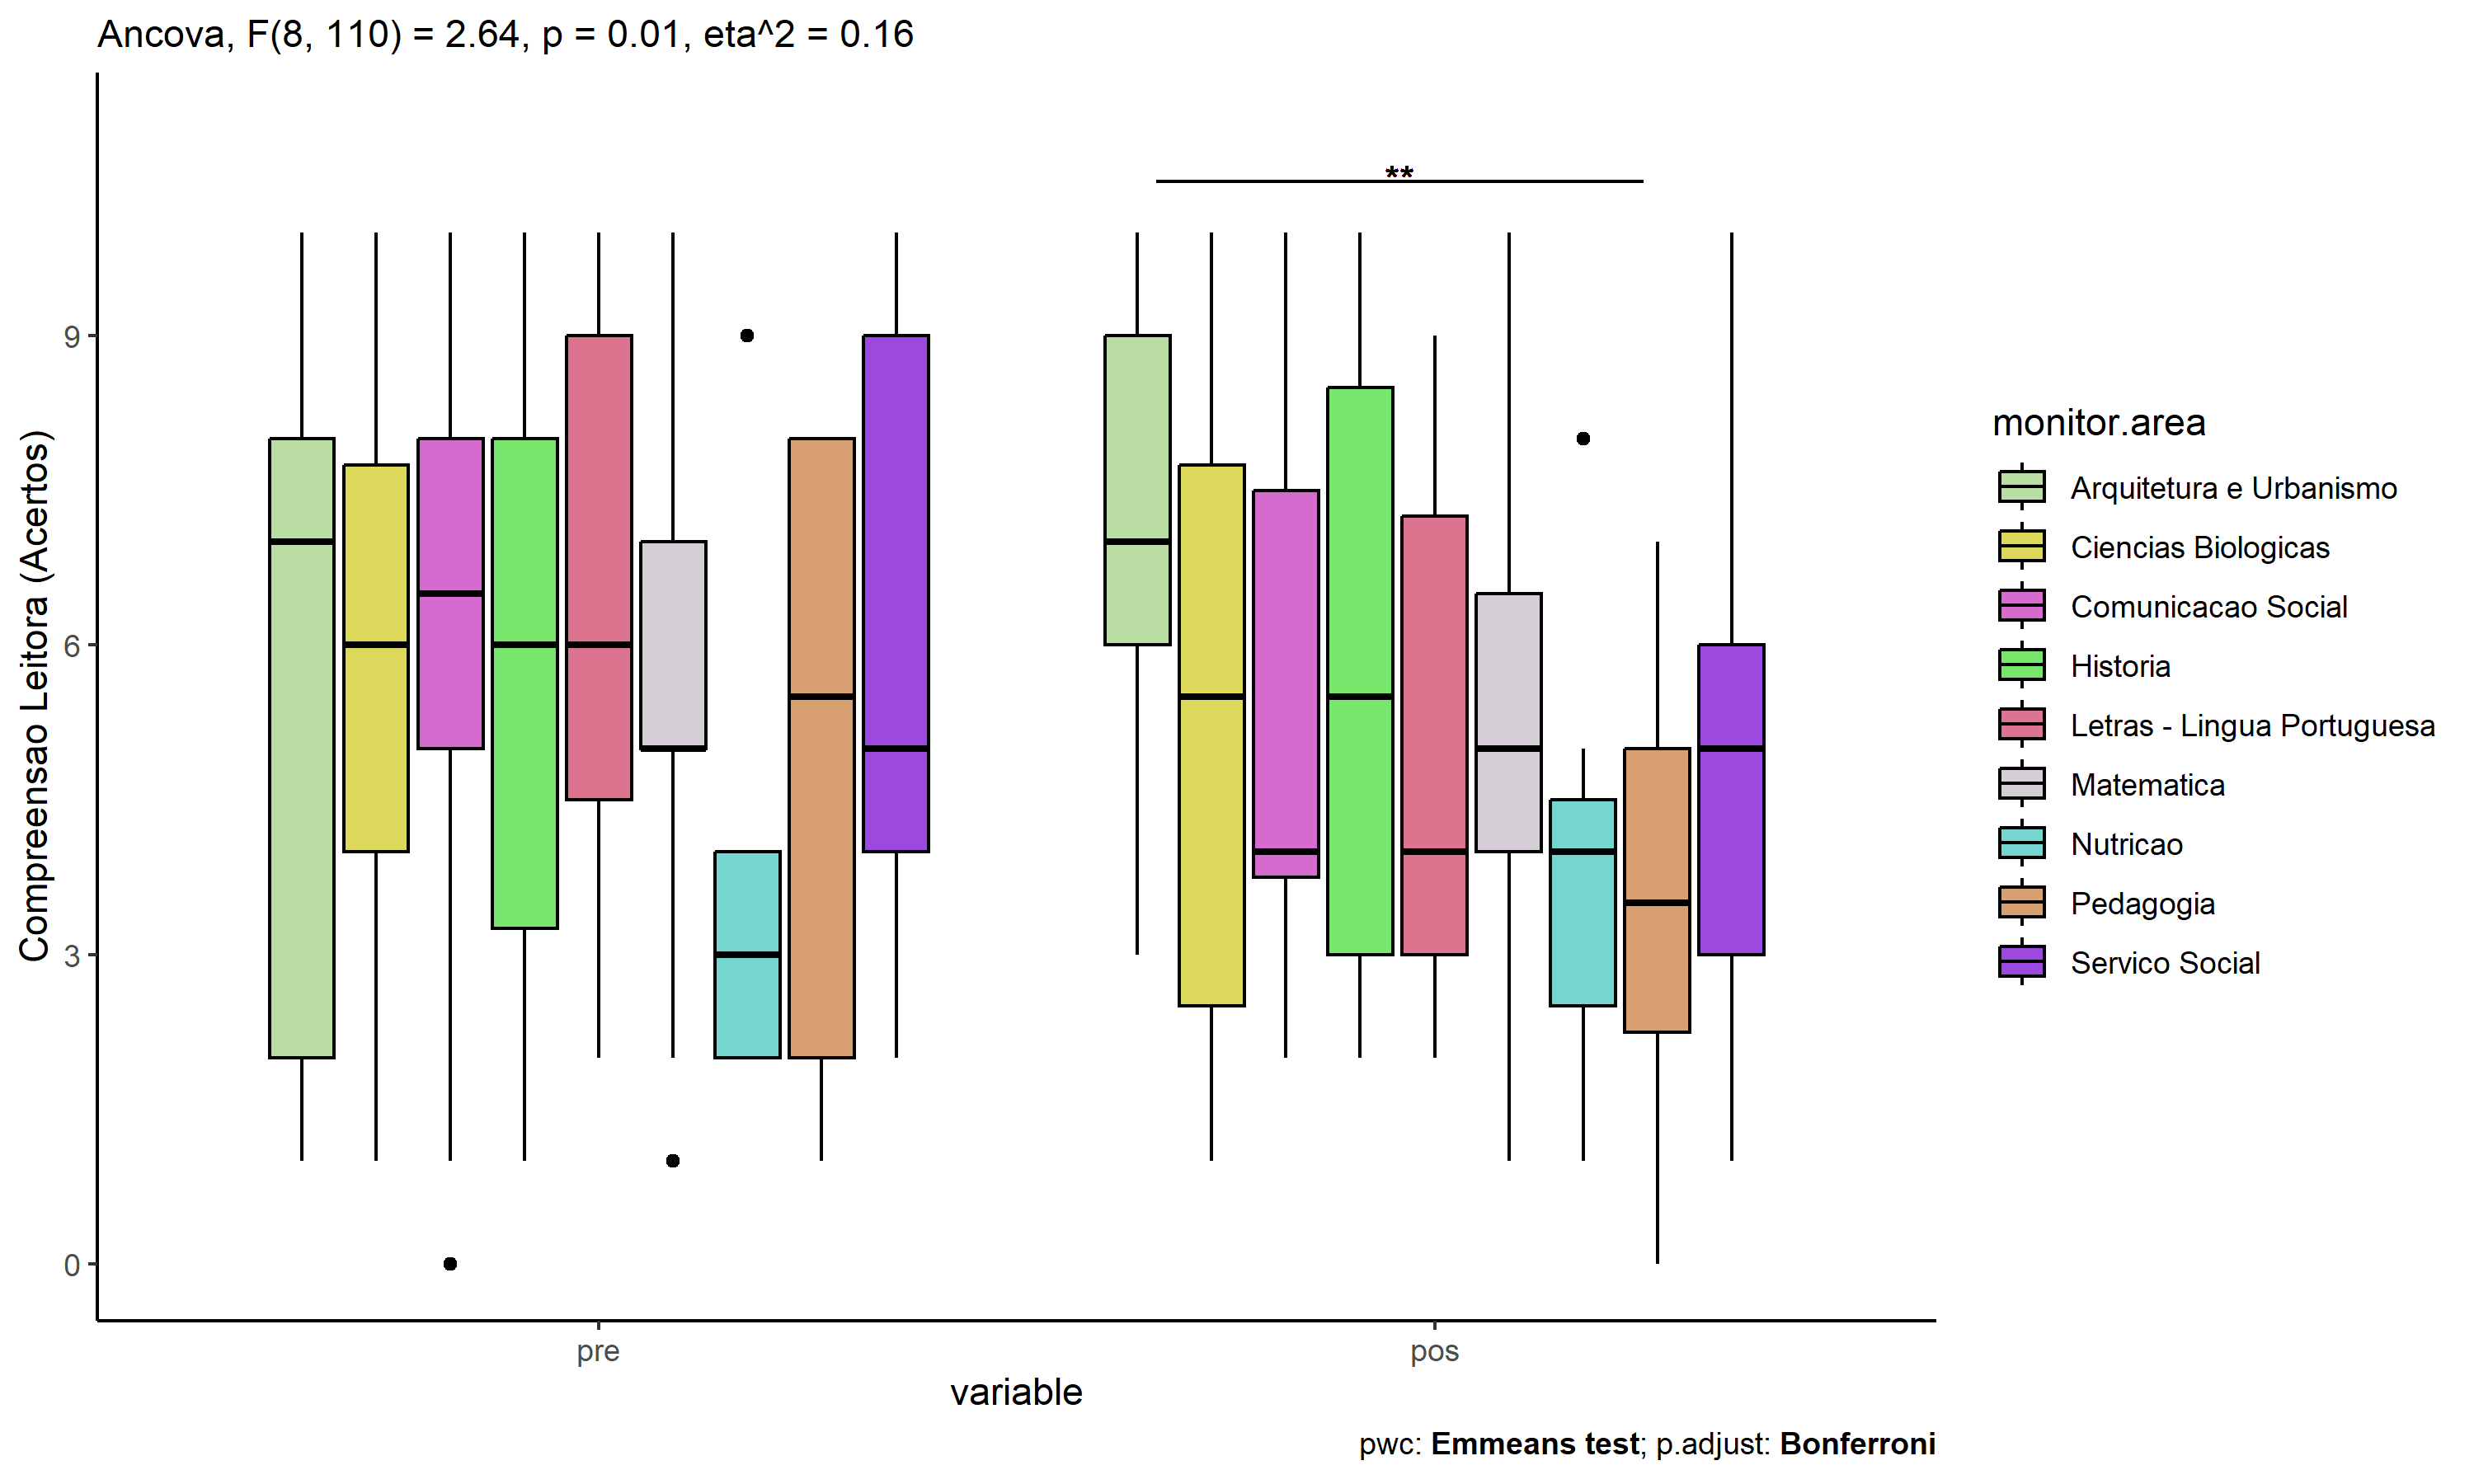 Ancova, F(8, 110) = 2.64, p = 0.01, eta^2 = 0.16
**
Compreensao Leitora (Acertos)
9
6
3
0
pre
pos
variable
pwc: Emmeans test; p.adjust: Bonferroni
monitor.area
Arquitetura e Urbanismo
Ciencias Biologicas
Comunicacao Social
Historia
Letras - Lingua Portuguesa
Matematica
Nutricao
Pedagogia
Servico Social